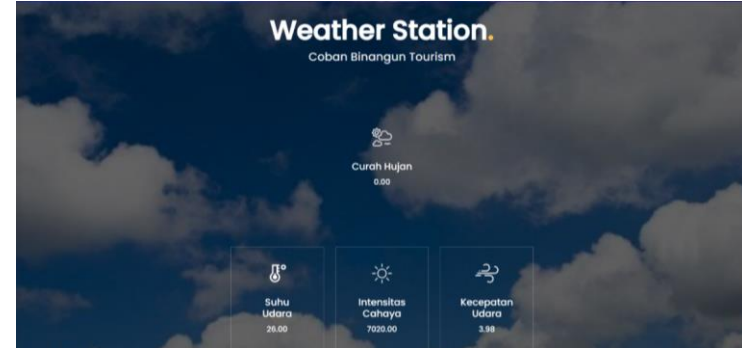 Weather Station.
Coban Binangun Tourism
Curah Hujan
0.00
Suhu
Udara
26.00
Intensitas
Cahaya
7020.00
Kecepatan
Udara
3.98